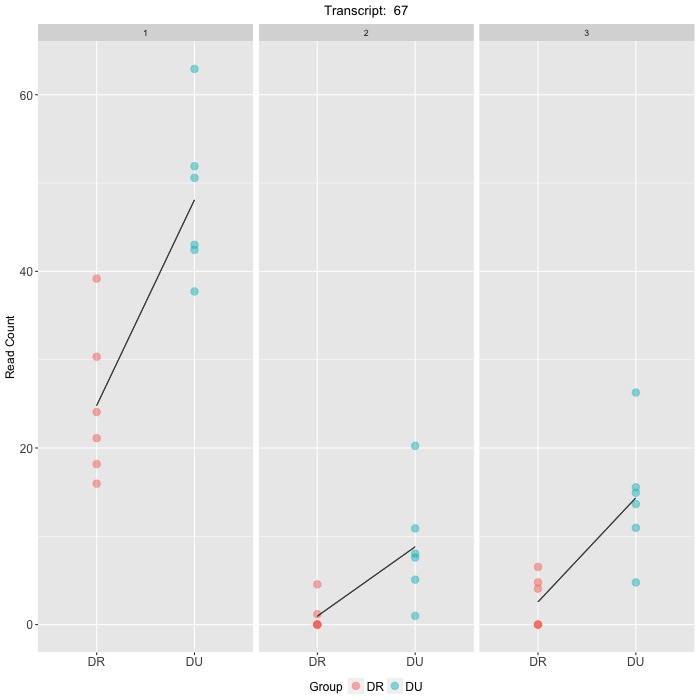 Transcript:  67
1 2 3
Read Count
60
40
20
0
DR DU DR DU DR DU
Group DR DU